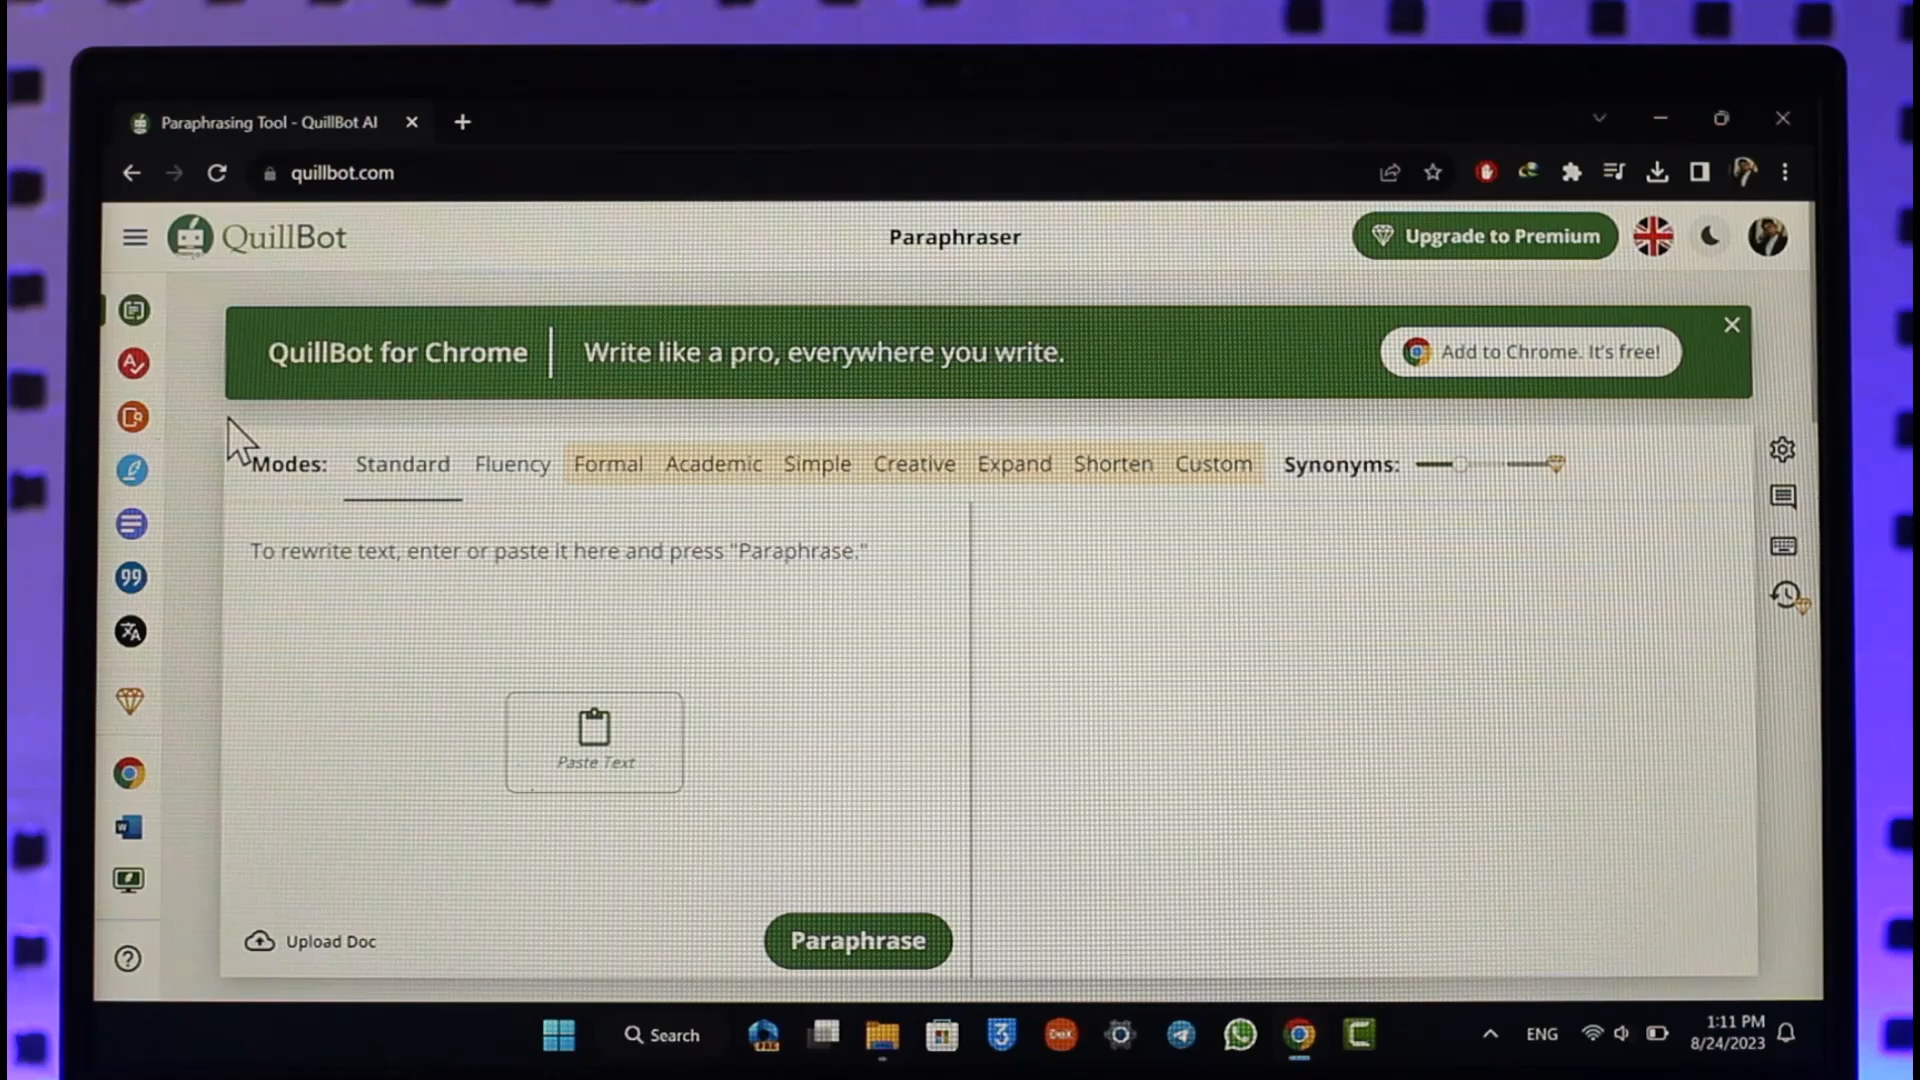 Paraphrasing Tool - QuillBot AI
quillbot.com
QuillBot
Paraphraser
Upgrade to Premium
QuillBot for Chrome
Write like a pro, everywhere you write.
Add to Chrome. It's free!
Modes: Standard Fluency Formal Academic Simple Creative Expand Shorten Custom Synonyms:
To rewrite text, enter or paste it here and press "Paraphrase."
Paste Text
Upload Doc
Paraphrase
Search
ENG
1:11 PM
8/24/2023